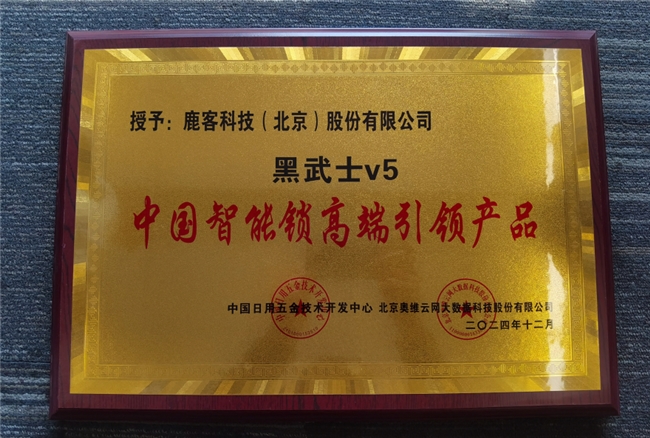 授予：鹿客科技（北京）股份有限公司
黑武士v5
中国智能锁高端引领产品
中国日用五金技术开发中心 北京奥维云网大数据科技股份有限公司
二〇二四年十二月